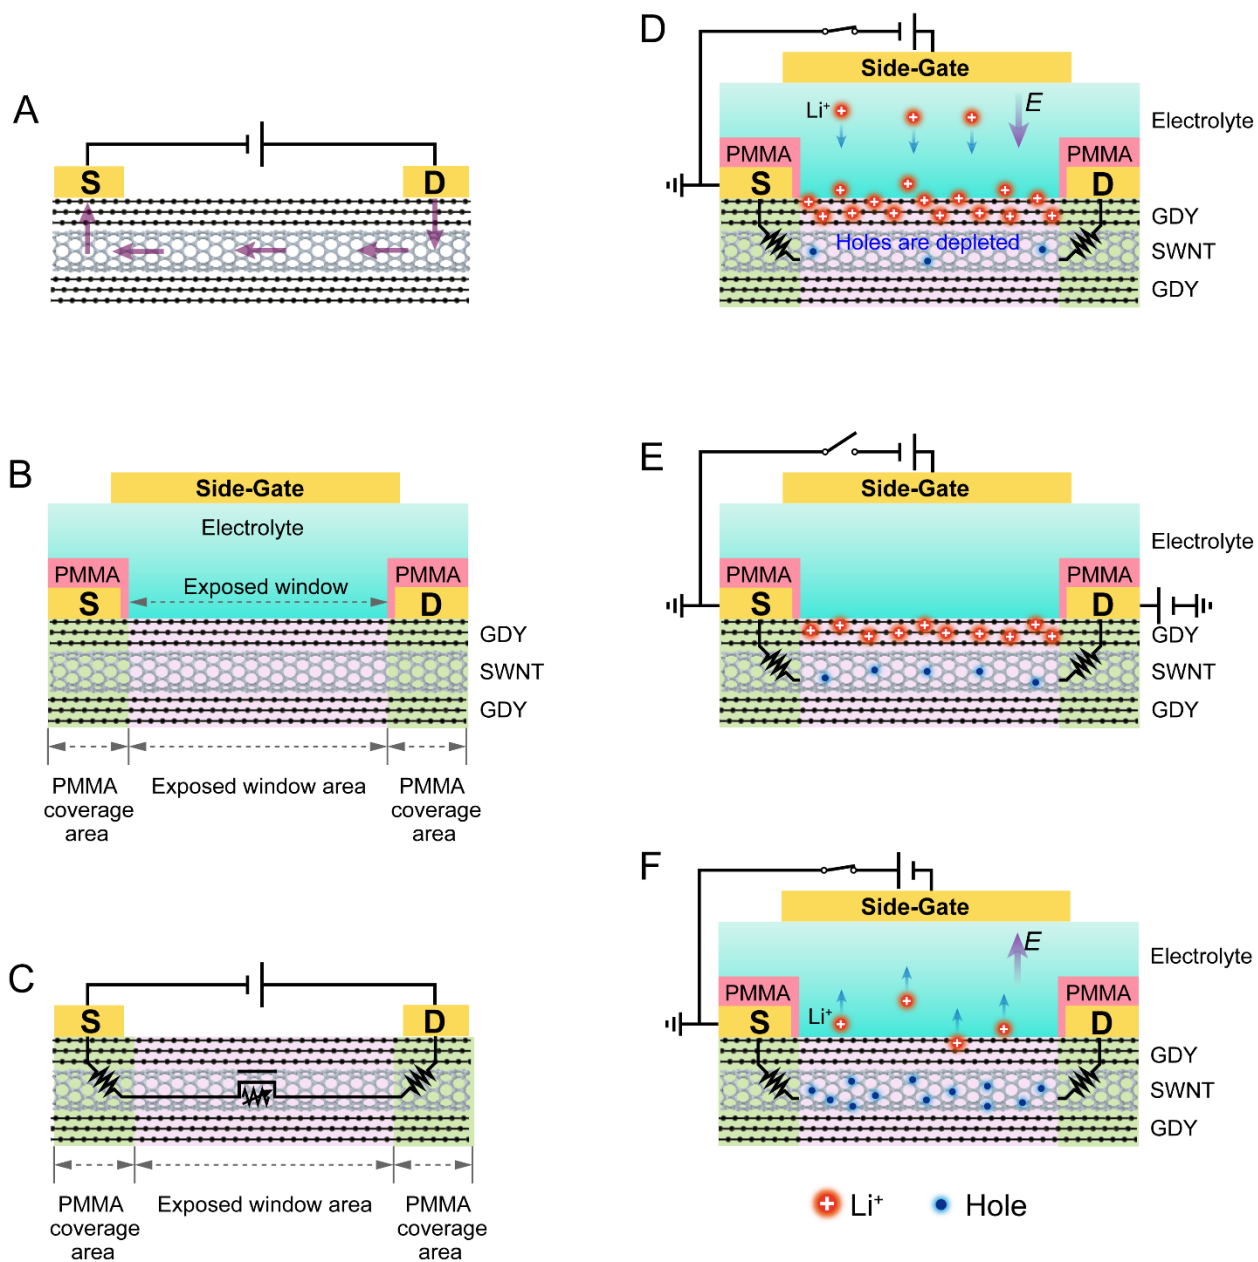 A
S
D
B
Side-Gate
Electrolyte
PMMA
PMMA
Exposed window
S
D
GDY
SWNT
GDY
PMMA
coverage
area
Exposed window area
PMMA
coverage
area
C
S
D
PMMA
coverage
area
Exposed window area
PMMA
coverage
area
D
Side-Gate
Li⁺
E
Electrolyte
PMMA
PMMA
S
D
GDY
Holes are depleted
SWNT
GDY
E
Side-Gate
Electrolyte
PMMA
PMMA
S
D
GDY
SWNT
GDY
F
Side-Gate
E
Electrolyte
PMMA
PMMA
Li⁺
S
D
GDY
SWNT
GDY
Li⁺
Hole